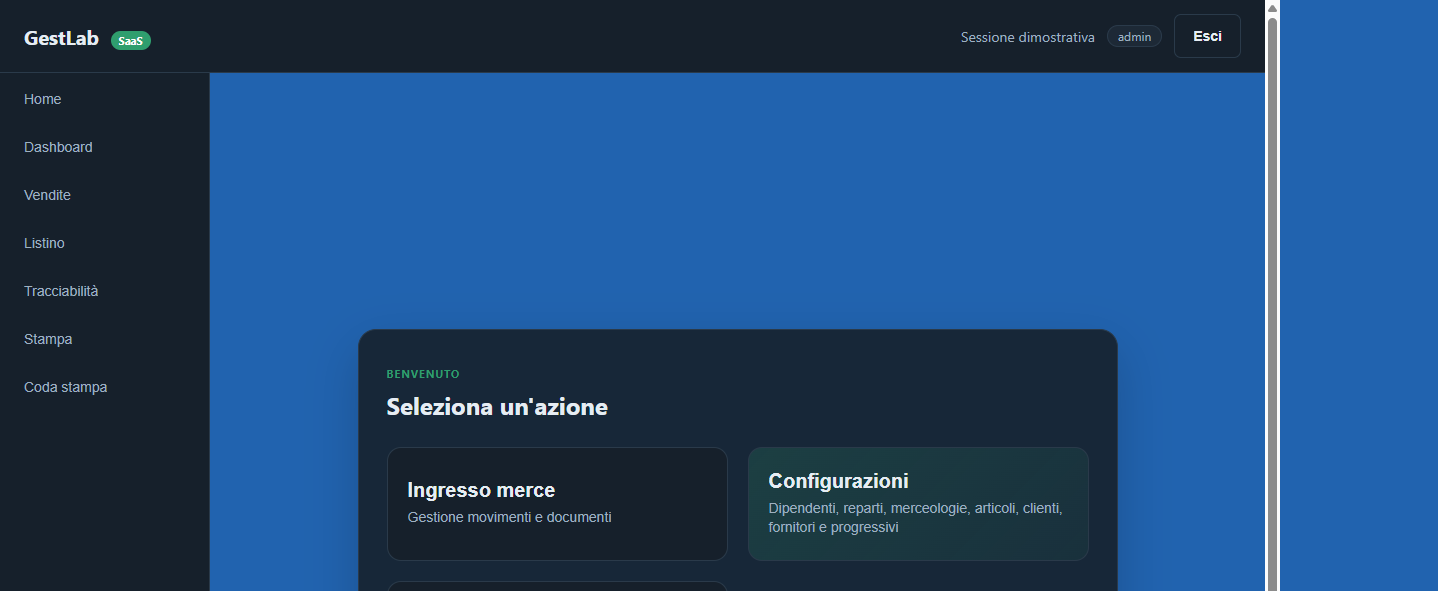 GestLab SaaS
Sessione dimostrativa admin Esci
Home
Dashboard
Vendite
Listino
Tracciabilità
Stampa
Coda stampa
BENVENUTO
Seleziona un'azione
Ingresso merce
Gestione movimenti e documenti
Configurazioni
Dipendenti, reparti, merceologie, articoli, clienti,
fornitori e progressivi